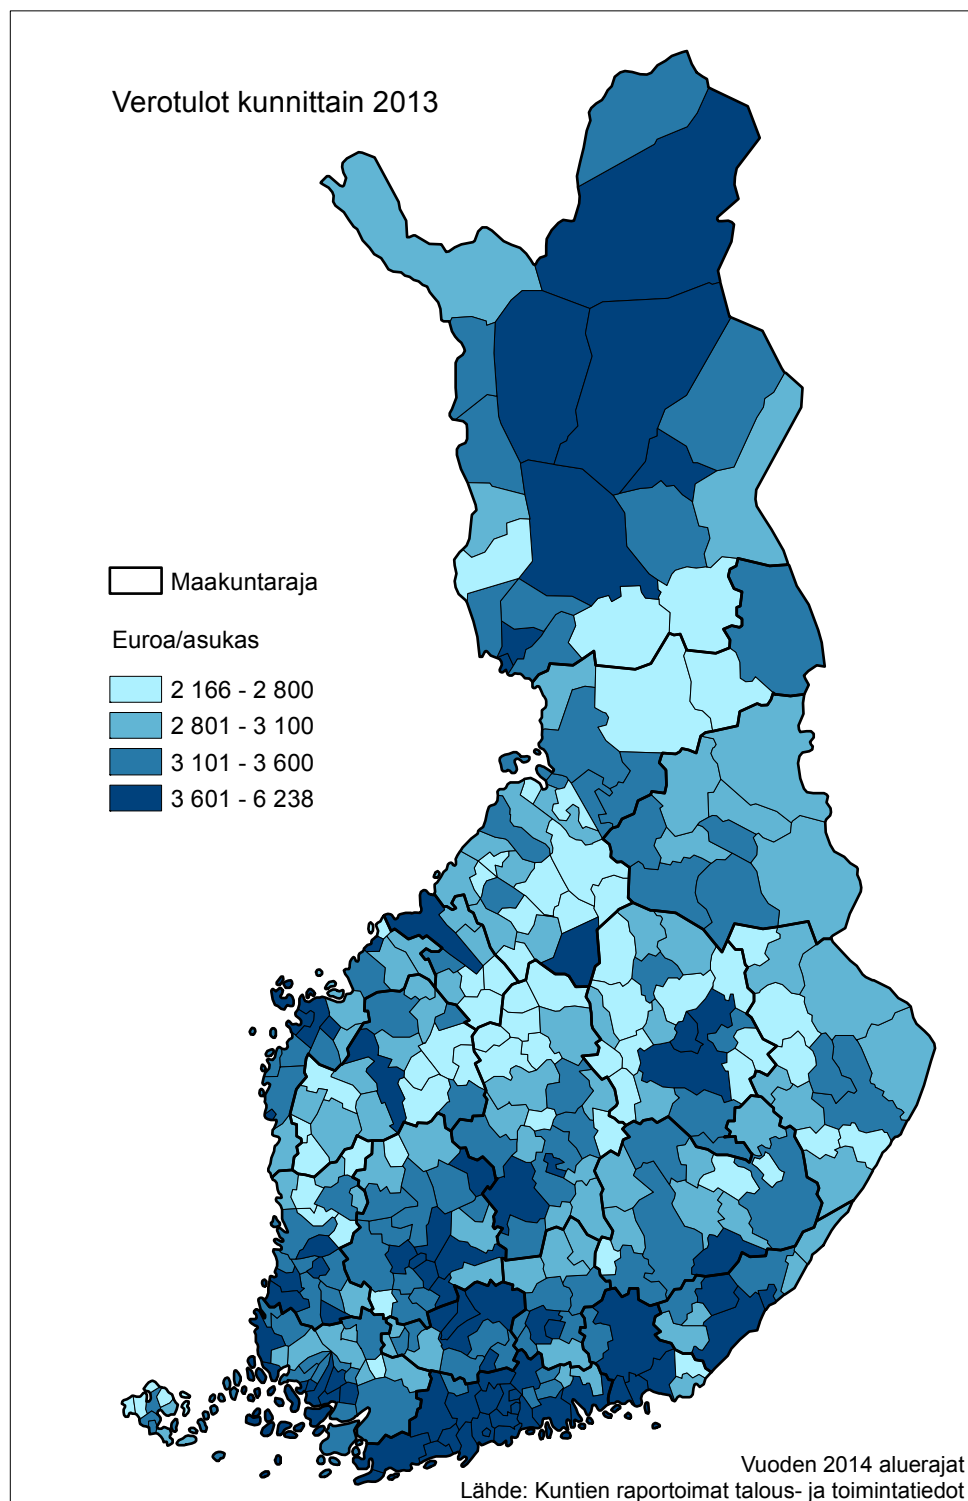 Verotulot kunnittain 2013
Maakuntaraja
Euroa/asukas
2 166 - 2 800
2 801 - 3 100
3 101 - 3 600
3 601 - 6 238
Vuoden 2014 aluerajat
Lähde: Kuntien raportoimat talous- ja toimintatiedot